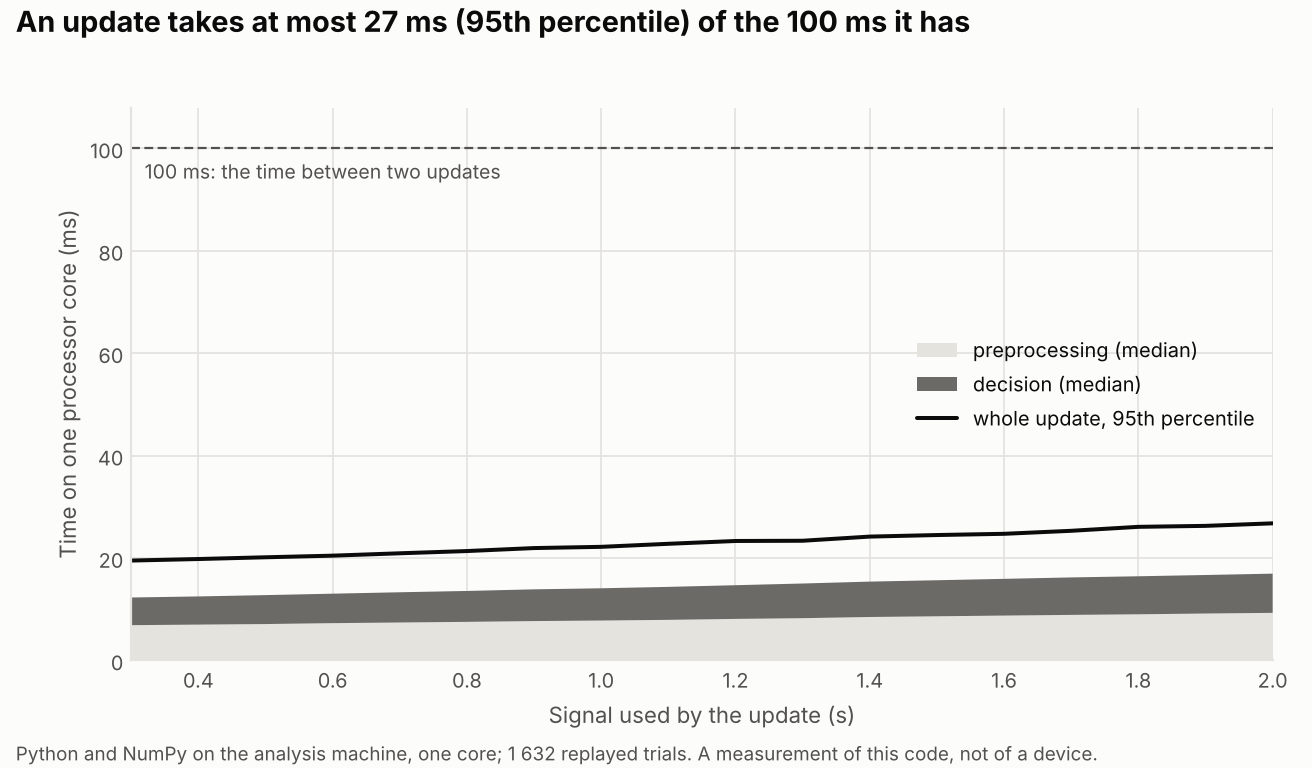 An update takes at most 27 ms (95th percentile) of the 100 ms it has
100
100 ms: the time between two updates
80
60
40
20
0
Time on one processor core (ms)
preprocessing (median)
decision (median)
whole update, 95th percentile
0.4 0.6 0.8 1.0 1.2 1.4 1.6 1.8 2.0
Signal used by the update (s)
Python and NumPy on the analysis machine, one core; 1 632 replayed trials. A measurement of this code, not of a device.